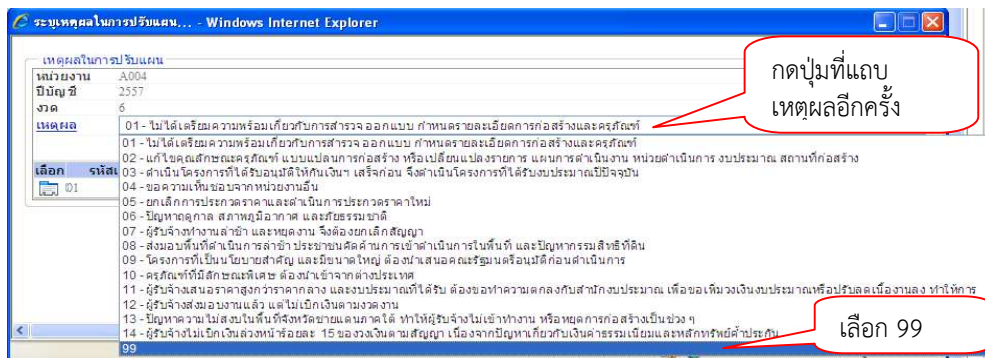 ระบุเหตุผลในการปรับแผน... - Windows Internet Explorer
เหตุผลในการปรับแผน
หน่วยงาน A004
ปีบัญชี 2557
งวด 6
เหตุผล 01 - ไม่ได้เตรียมความพร้อมเกี่ยวกับการสำรวจ ออกแบบ กำหนดรายละเอียดการก่อสร้างและครุภัณฑ์
กดปุ่มที่แถบ
เหตุผลอีกครั้ง
01 - ไม่ได้เตรียมความพร้อมเกี่ยวกับการสำรวจ ออกแบบ กำหนดรายละเอียดการก่อสร้างและครุภัณฑ์
02 - แก้ไขคุณลักษณะครุภัณฑ์ แบบแปลนการก่อสร้าง หรือเปลี่ยนแปลงรายการ แผนการดำเนินงาน หน่วยดำเนินการ งบประมาณ สถานที่ก่อสร้าง
เลือก รหัส
03 - ดำเนินโครงการที่ได้รับอนุมัติให้กันเงินฯ เสร็จก่อน จึงดำเนินโครงการที่ได้รับงบประมาณปีปัจจุบัน
D1
04 - ขอความเห็นชอบจากหน่วยงานอื่น
05 - ยกเลิกการประกวดราคาและดำเนินการประกวดราคาใหม่
06 - ปัญหาฤดูกาล สภาพภูมิอากาศ และภัยธรรมชาติ
07 - ผู้รับจ้างทำงานล่าช้า และหยุดงาน จึงต้องยกเลิกสัญญา
08 - ส่งมอบพื้นที่ดำเนินการล่าช้า ประชาชนคัดค้านการเข้าดำเนินการในพื้นที่ และปัญหากรรมสิทธิที่ดิน
09 - โครงการที่เป็นนโยบายสำคัญ และมีขนาดใหญ่ ต้องนำเสนอคณะรัฐมนตรีอนุมัติก่อนดำเนินการ
10 - ครุภัณฑ์ที่มีลักษณะพิเศษ ต้องนำเข้าจากต่างประเทศ
11 - ผู้รับจ้างเสนอราคาสูงกว่าราคากลาง และงบประมาณที่ได้รับ ต้องขอทำความตกลงกับสำนักงบประมาณ เพื่อขอเพิ่มวงเงินงบประมาณหรือปรับลดเนื้องานลง ทำให้การ
12 - ผู้รับจ้างส่งมอบงานแล้ว แต่ไม่เบิกเงินตามงวดงาน
13 - ปัญหาความไม่สงบในพื้นที่จังหวัดชายแดนภาคใต้ ทำให้ผู้รับจ้างไม่เข้าทำงาน หรือหยุดการก่อสร้างเป็นช่วง ๆ
14 - ผู้รับจ้างไม่เบิกเงินล่วงหน้าร้อยละ 15 ของวงเงินตามสัญญา เนื่องจากปัญหาเกี่ยวกับเงินค่าธรรมเนียมและหลักทรัพย์ค้ำประกัน
99
เลือก 99